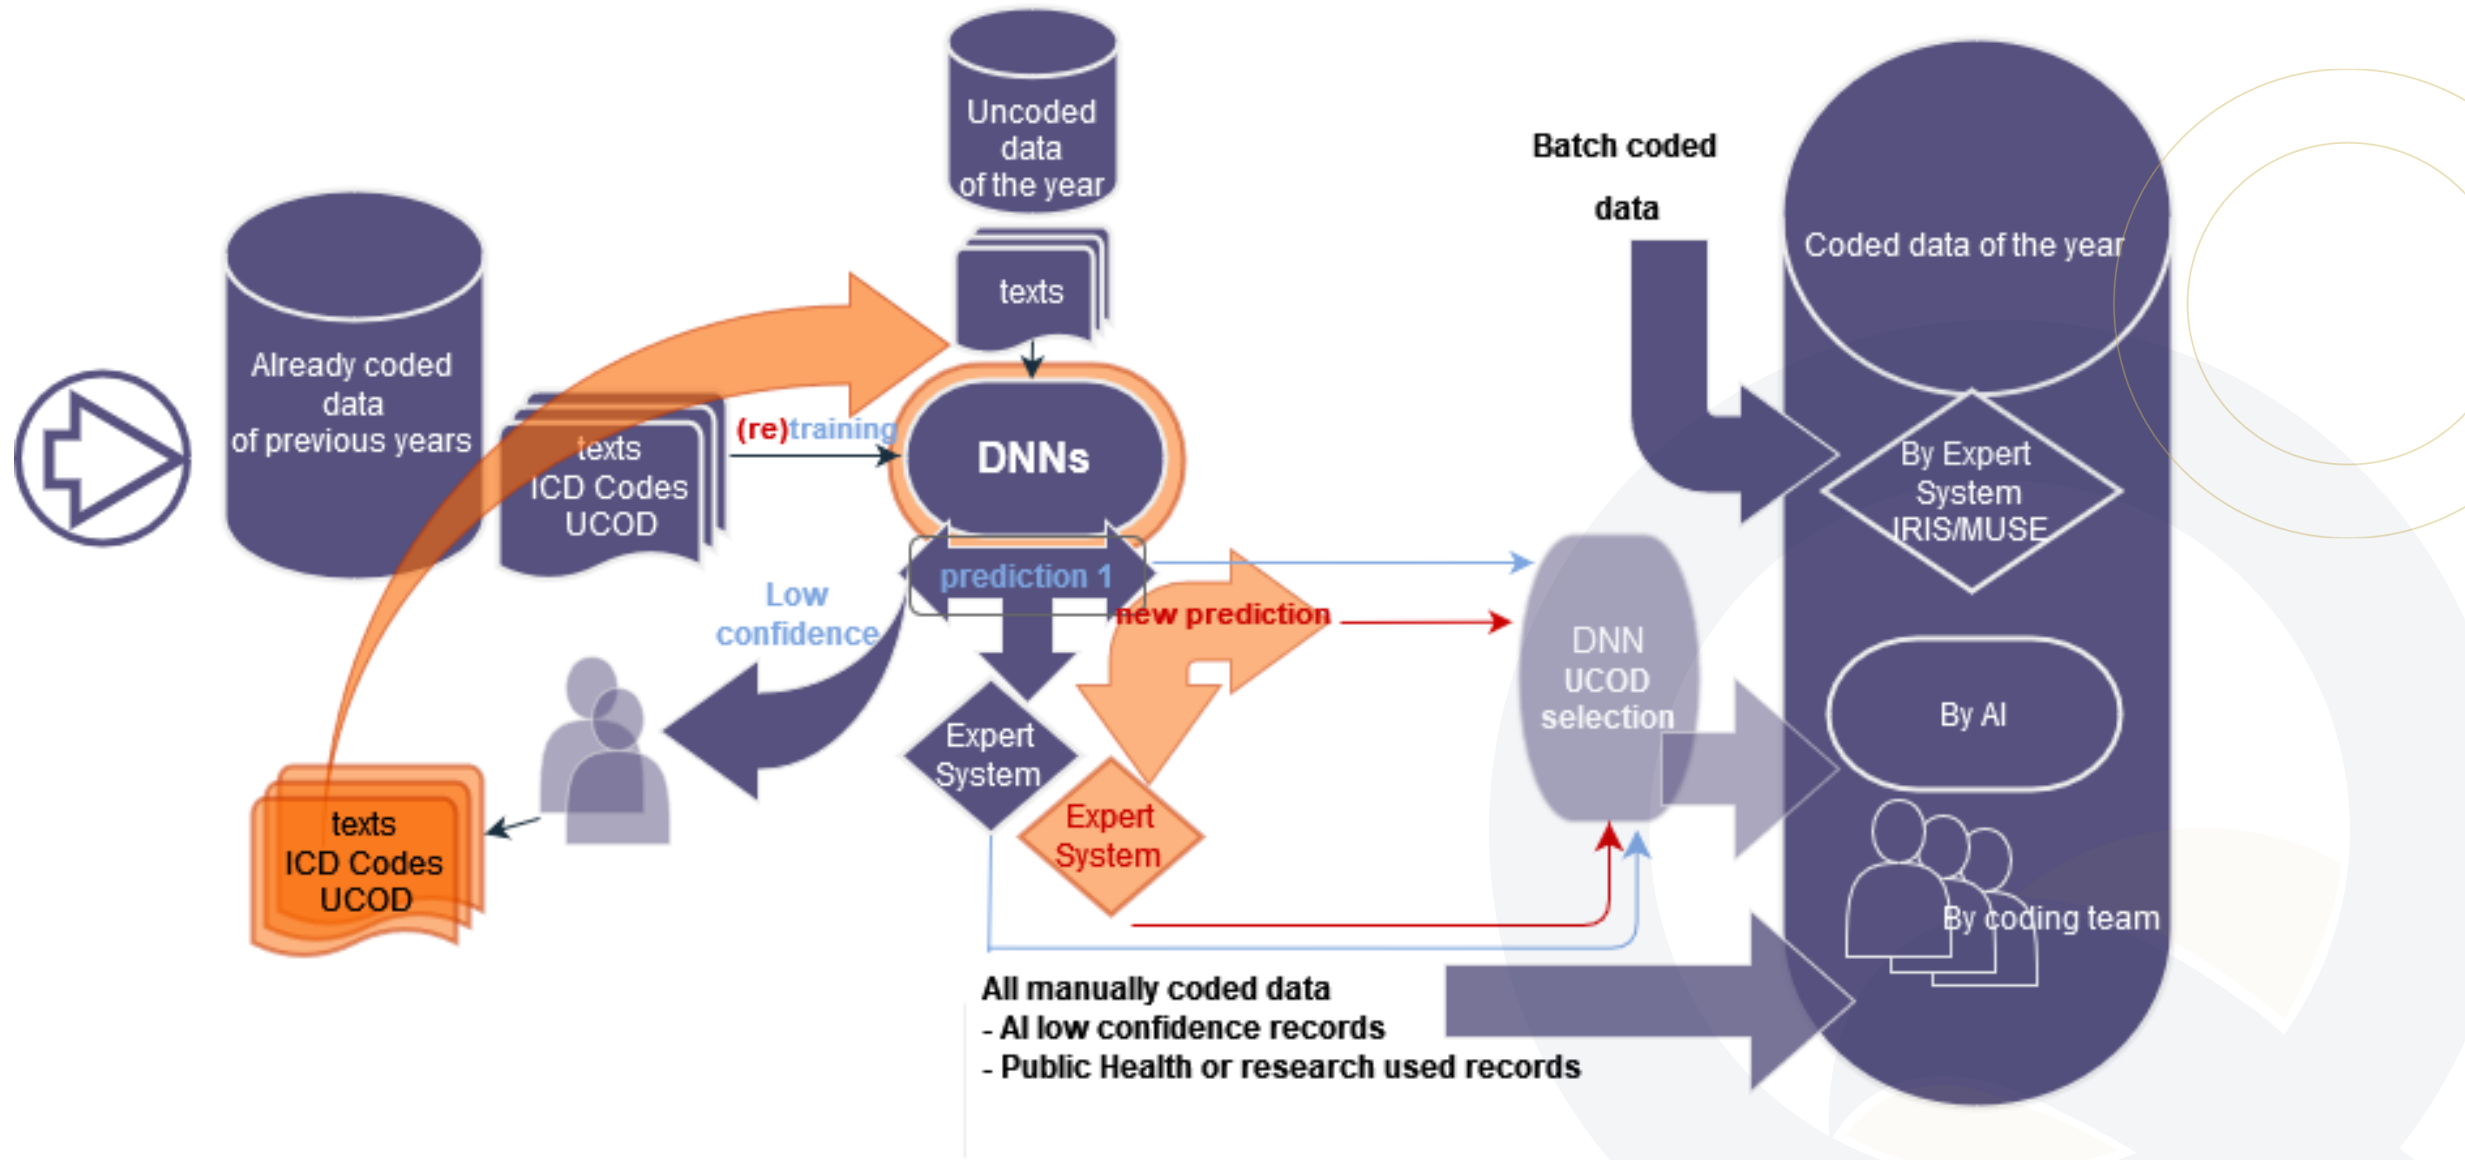 Uncoded
data
of the year
texts
Already coded
data
of previous years
texts
ICD Codes
UCOD
(re)training
DNNs
prediction 1
Low
confidence
new prediction
Expert
System
Expert
System
texts
ICD Codes
UCOD
DNN
UCOD
selection
Batch coded
data
Coded data of the year
By Expert
System
IRIS/MUSE
By AI
By coding team
All manually coded data
- AI low confidence records
- Public Health or research used records